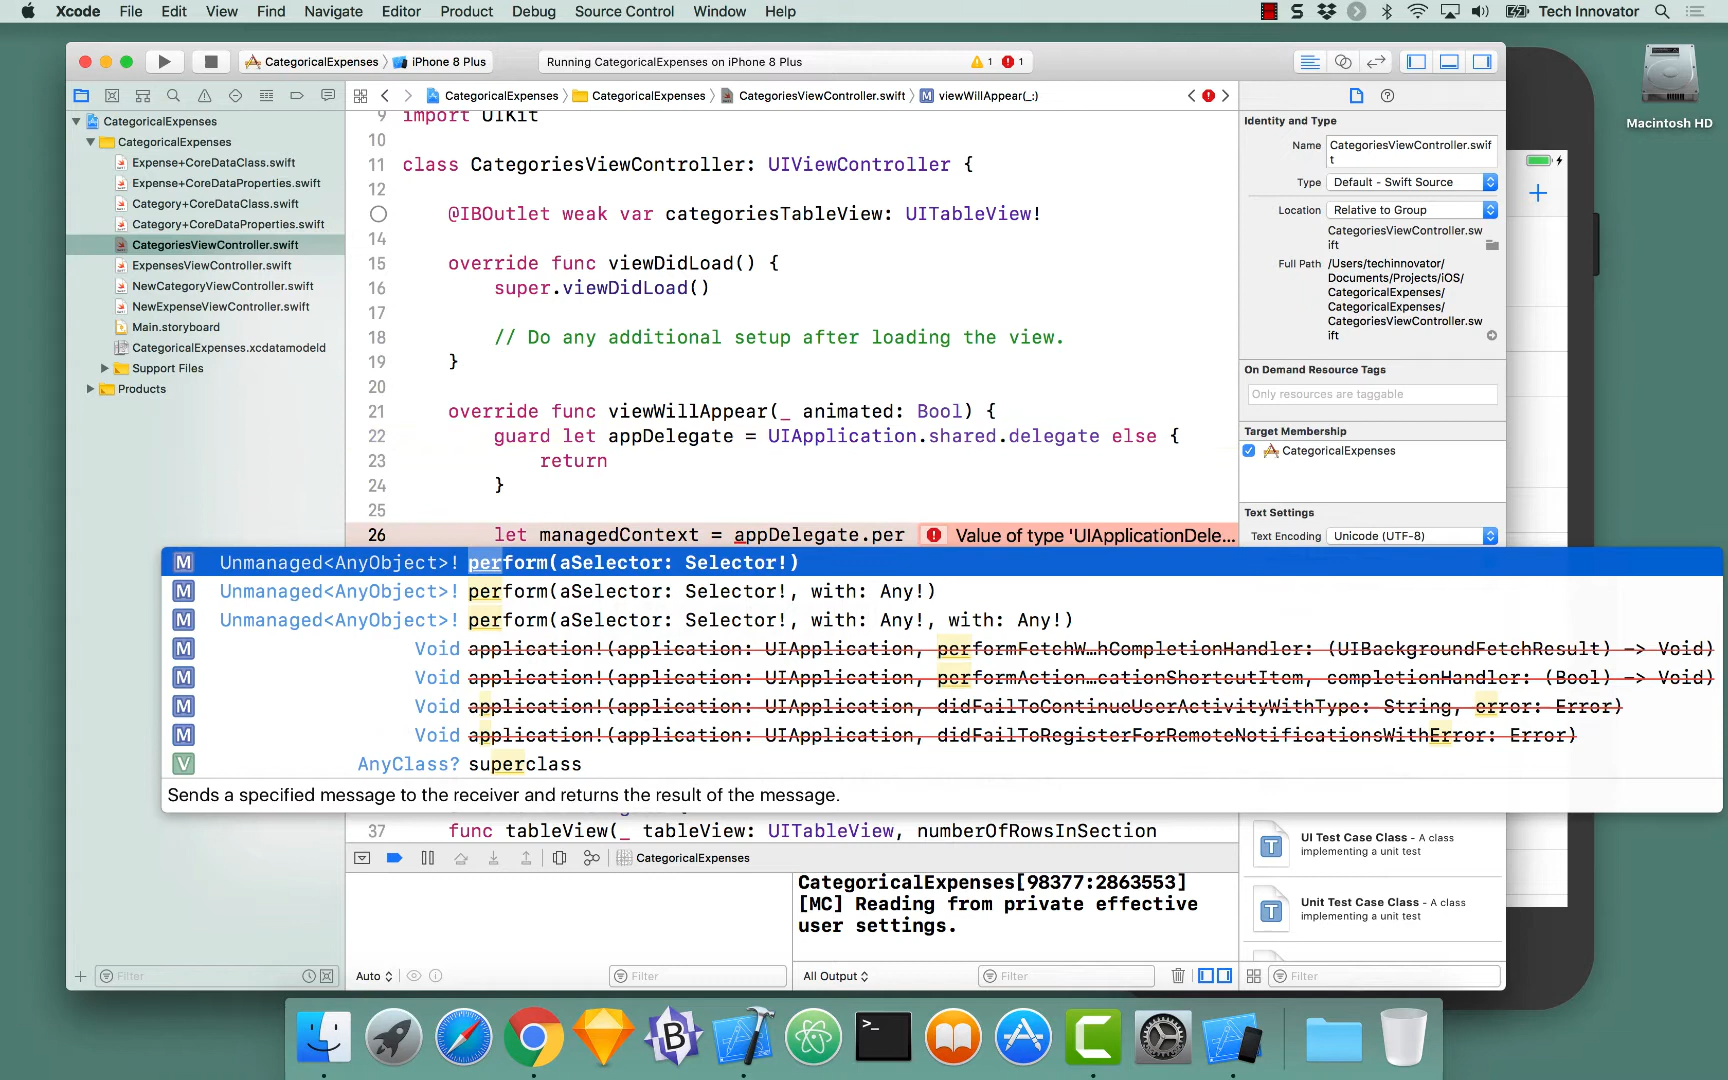 Xcode File Edit View Find Navigate Editor Product Debug Source Control Window Help Tech Innovator
CategoricalExpenses iPhone 8 Plus Running CategoricalExpenses on iPhone 8 Plus 1 1
CategoricalExpenses CategoricalExpenses CategoriesViewController.swift M viewWillAppear(_:)
Macintosh HD
CategoricalExpenses
CategoricalExpenses
Expense+CoreDataClass.swift
Expense+CoreDataProperties.swift
Category+CoreDataClass.swift
Category+CoreDataProperties.swift
CategoriesViewController.swift
ExpensesViewController.swift
NewCategoryViewController.swift
NewExpenseViewController.swift
Main.storyboard
CategoricalExpenses.xcdatamodeld
Support Files
Products
9 import UIKit
10
11 class CategoriesViewController: UIViewController {
12
@IBOutlet weak var categoriesTableView: UITableView!
14
15 override func viewDidLoad() {
16 super.viewDidLoad()
17
18 // Do any additional setup after loading the view.
19 }
20
21 override func viewWillAppear(_ animated: Bool) {
22 guard let appDelegate = UIApplication.shared.delegate else {
23 return
24 }
25
26 let managedContext = appDelegate.per Value of type 'UIApplicationDele...
M Unmanaged<AnyObject>! perform(aSelector: Selector!)
M Unmanaged<AnyObject>! perform(aSelector: Selector!, with: Any!)
M Unmanaged<AnyObject>! perform(aSelector: Selector!, with: Any!, with: Any!)
M Void application!(application: UIApplication, performFetchW…hCompletionHandler: (UIBackgroundFetchResult) -> Void)
M Void application!(application: UIApplication, performAction…cationShortcutItem, completionHandler: (Bool) -> Void)
M Void application!(application: UIApplication, didFailToContinueUserActivityWithType: String, error: Error)
M Void application!(application: UIApplication, didFailToRegisterForRemoteNotificationsWithError: Error)
V AnyClass? superclass
Sends a specified message to the receiver and returns the result of the message.
37 func tableView(_ tableView: UITableView, numberOfRowsInSection
CategoricalExpenses
CategoricalExpenses[98377:2863553]
[MC] Reading from private effective
user settings.
Filter
Auto
Filter
All Output
Filter
Filter
Identity and Type
Name CategoriesViewController.swif
t
Type Default - Swift Source
Location Relative to Group
CategoriesViewController.sw
ift
Full Path /Users/techinnovator/
Documents/Projects/iOS/
CategoricalExpenses/
CategoricalExpenses/
CategoriesViewController.sw
ift
On Demand Resource Tags
Only resources are taggable
Target Membership
CategoricalExpenses
Text Settings
Text Encoding Unicode (UTF-8)
T UI Test Case Class - A class
implementing a unit test
T Unit Test Case Class - A class
implementing a unit test